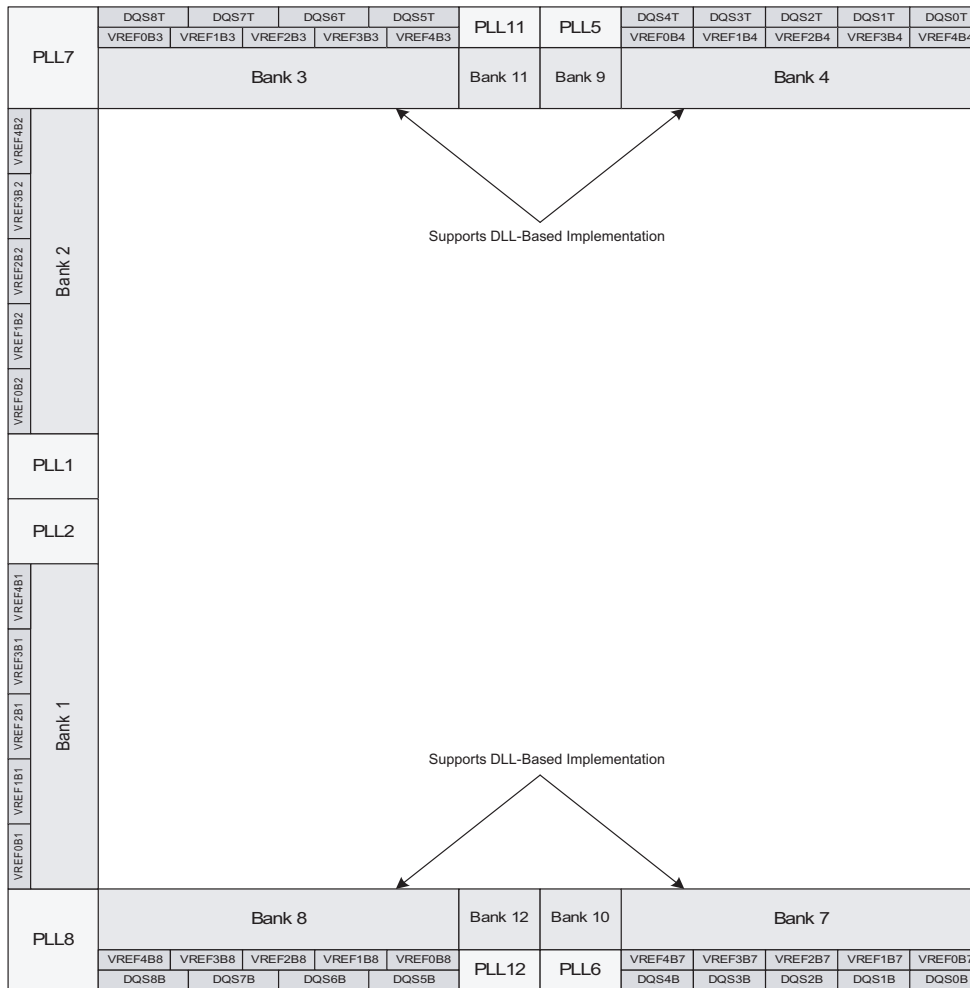 DQS8T DQS7T DQS6T DQS5T PLL11 PLL5 DQS4T DQS3T DQS2T DQS1T DQS0T
PLL7 VREF0B3 VREF1B3 VREF2B3 VREF3B3 VREF4B3 VREF0B4 VREF1B4 VREF2B4 VREF3B4 VREF4B4
Bank 3 Bank 11 Bank 9 Bank 4
VREF4B2
VREF3B2
VREF2B2
VREF1B2
VREF0B2
Bank 2
Supports DLL-Based Implementation
PLL1
PLL2
VREF4B1
VREF3B1
VREF2B1
VREF1B1
VREF0B1
Bank 1
Supports DLL-Based Implementation
Bank 8 Bank 12 Bank 10 Bank 7
PLL8 VREF4B8 VREF3B8 VREF2B8 VREF1B8 VREF0B8 PLL12 PLL6 VREF4B7 VREF3B7 VREF2B7 VREF1B7 VREF0B7
DQS8B DQS7B DQS6B DQS5B DQS4B DQS3B DQS2B DQS1B DQS0B